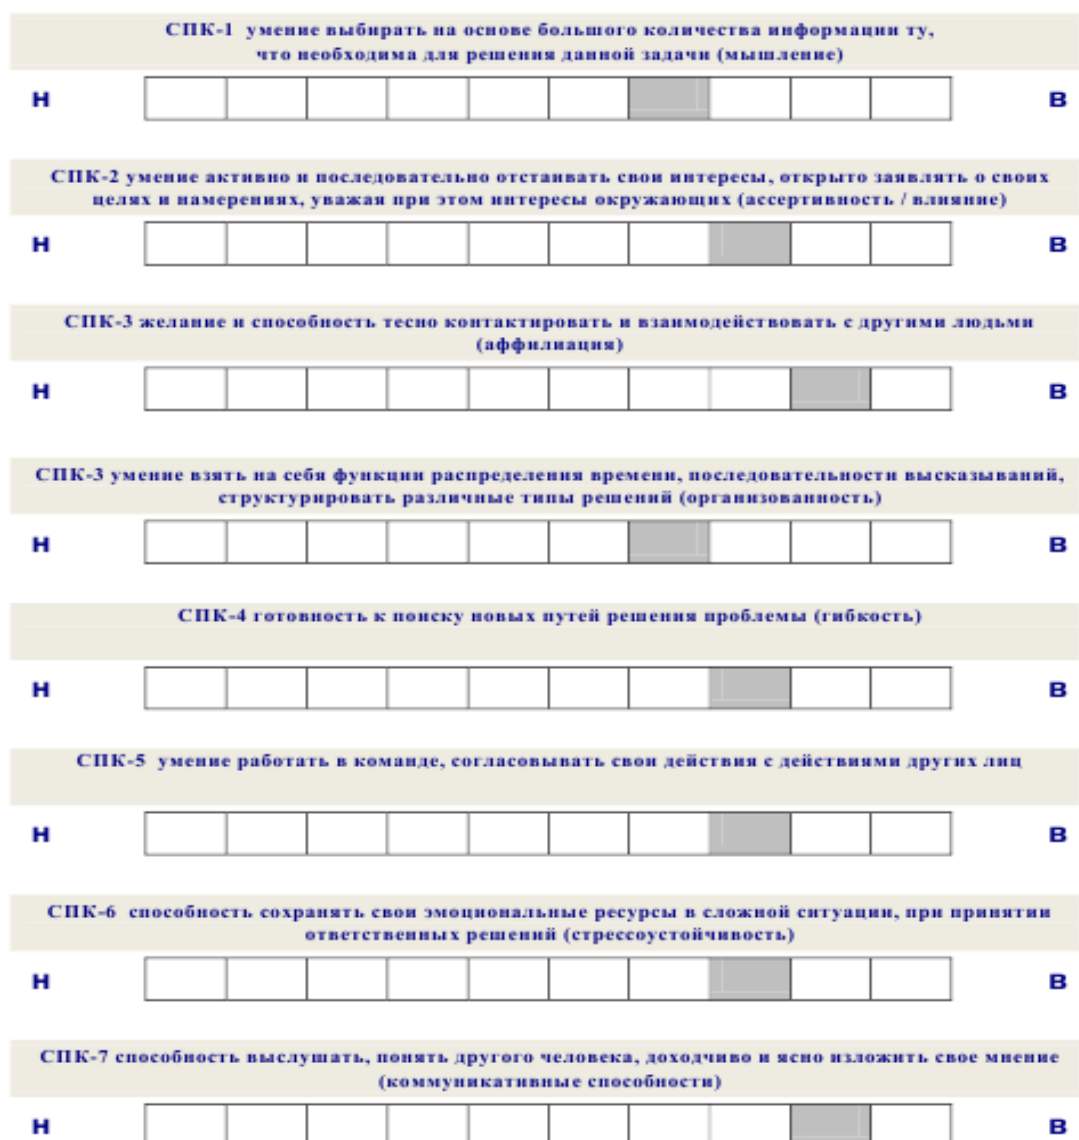 СПК-1 умение выбирать на основе большого количества информации ту,
что необходима для решения данной задачи (мышление)
Н В
СПК-2 умение активно и последовательно отстаивать свои интересы, открыто заявлять о своих
целях и намерениях, уважая при этом интересы окружающих (ассертивность / влияние)
Н В
СПК-3 желание и способность тесно контактировать и взаимодействовать с другими людьми
(аффилиация)
Н В
СПК-3 умение взять на себя функции распределения времени, последовательности высказываний,
структурировать различные типы решений (организованность)
Н В
СПК-4 готовность к поиску новых путей решения проблемы (гибкость)
Н В
СПК-5 умение работать в команде, согласовывать свои действия с действиями других лиц
Н В
СПК-6 способность сохранять свои эмоциональные ресурсы в сложной ситуации, при принятии
ответственных решений (стрессоустойчивость)
Н В
СПК-7 способность выслушать, понять другого человека, доходчиво и ясно изложить свое мнение
(коммуникативные способности)
Н В